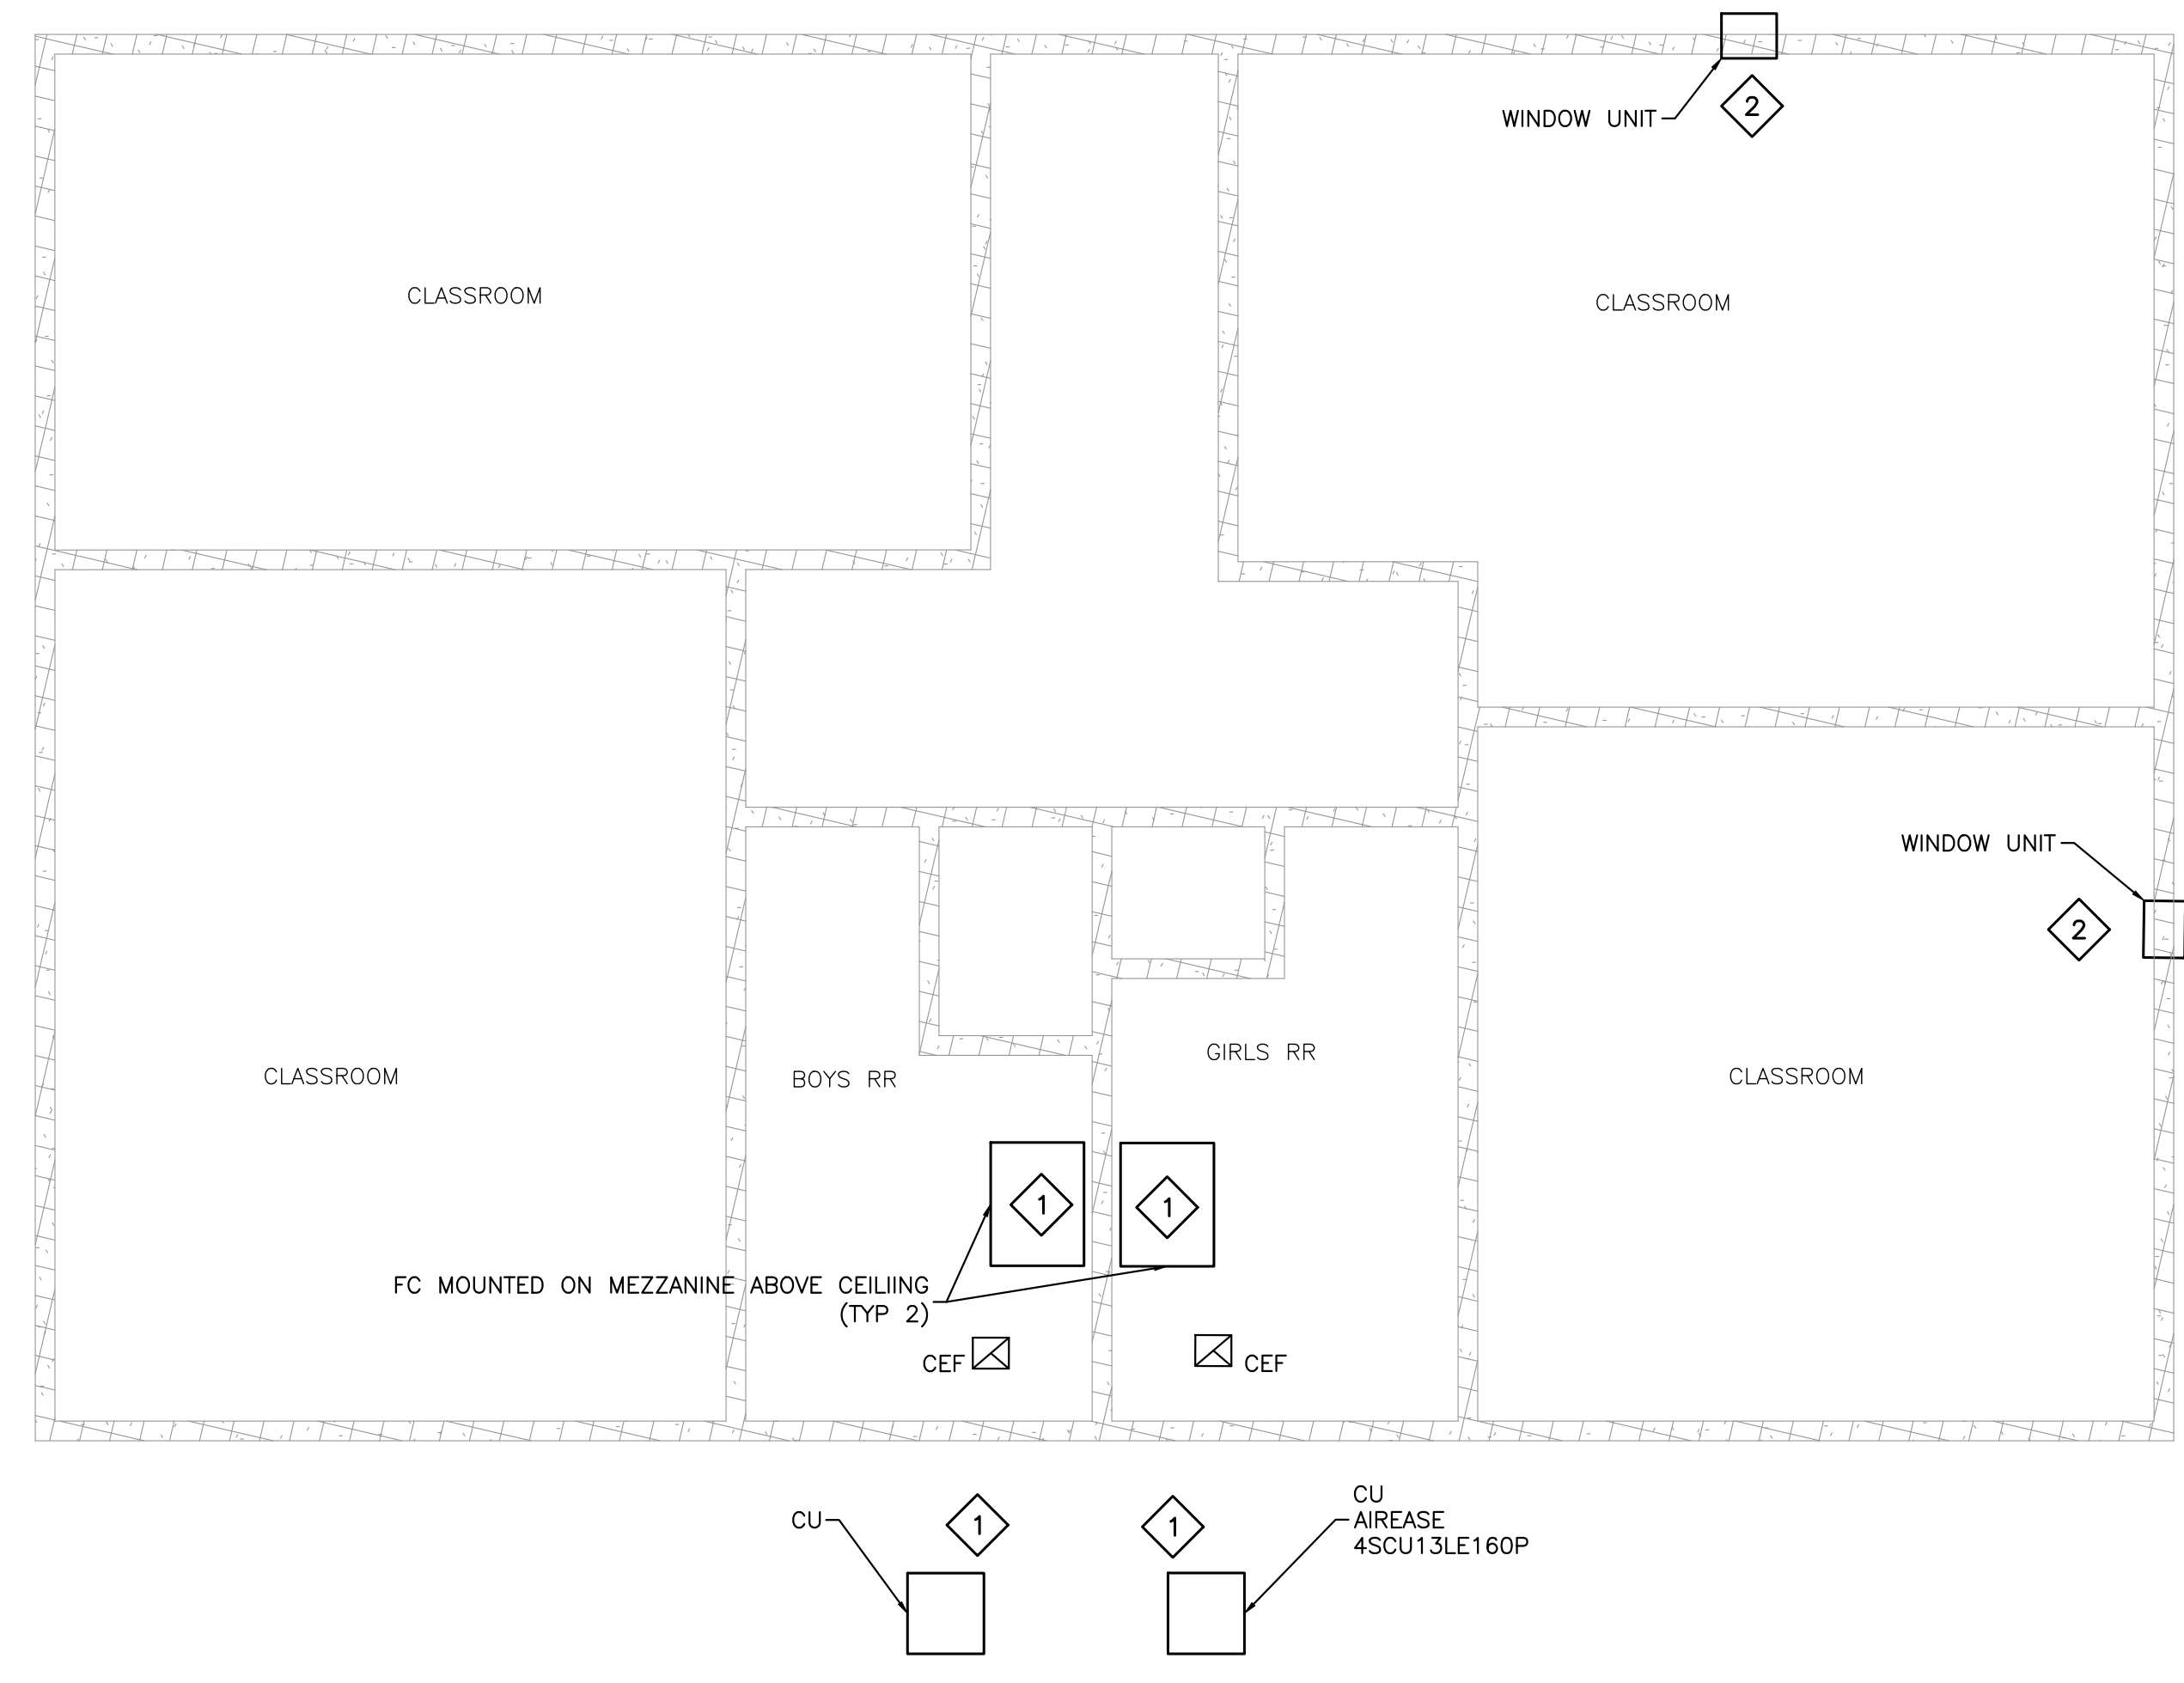 WINDOW UNIT
2
CLASSROOM
CLASSROOM
WINDOW UNIT
2
GIRLS RR
BOYS RR
CLASSROOM
CLASSROOM
1
1
FC MOUNTED ON MEZZANINE ABOVE CEILIING
(TYP 2)
CEF
CEF
CU
1
1
CU
AIREASE
4SCU13LE160P